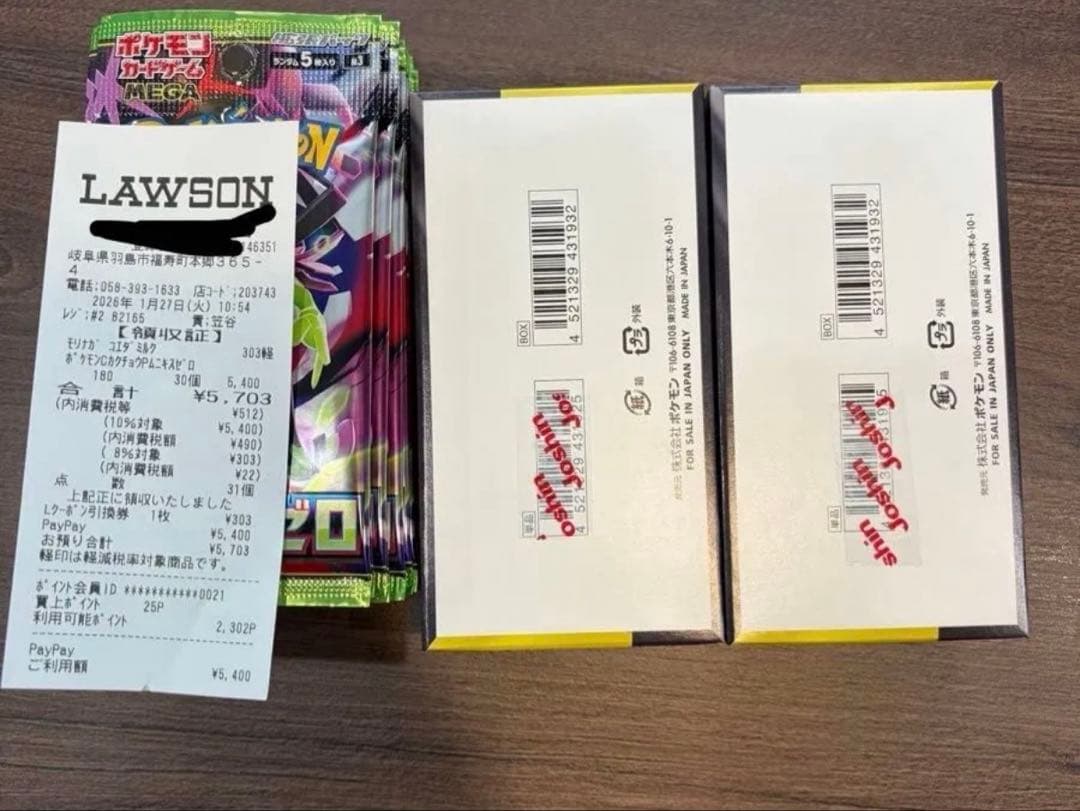 ポケモン
カードゲーム
MEGA
拡張パック
ランダム5枚入り
LAWSON
46351
岐阜県羽島市福寿町本郷365-
4
電話:058-393-1633 店コード;203743
2026年 1月27日(火) 10:54
レジ;#2 82165 責;笠谷
【領収証】
モリナガ コエダミルク 303軽
ポケモンCカクチョウPムニキスゼロ
180 30個 5,400
合 計 ¥5,703
(内消費税等 ¥512)
(10%対象 ¥5,400)
(内消費税額 ¥490)
( 8%対象 ¥303)
(内消費税額 ¥22)
点 数 31個
上記正に領収いたしました
Lクーポン引換券 1枚 ¥303
PayPay ¥5,400
お預り合計 ¥5,703
軽印は軽減税率対象商品です。
ポイント会員ID ***********0021
買上ポイント 25P
利用可能ポイント 2,302P
PayPay
ご利用額 ¥5,400
ゼロ
BOX
4 521329 431932
単品
Joshin Joshin
プラ 外装
紙 箱
発売元 株式会社ポケモン 〒106-6108 東京都港区六本木6-10-1
FOR SALE IN JAPAN ONLY MADE IN JAPAN
BOX
4 521329 431932
単品
shin Joshin Joshin
プラ 外装
紙 箱
発売元 株式会社ポケモン 〒106-6108 東京都港区六本木6-10-1
FOR SALE IN JAPAN ONLY MADE IN JAPAN